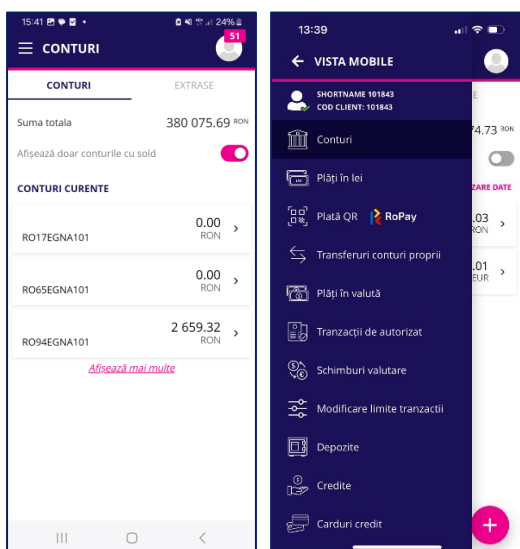 15:41
24%
51
CONTURI
CONTURI
EXTRASE
Suma totala
380 075.69 RON
Afișează doar conturile cu sold
CONTURI CURENTE
0.00
RO17EGNA101
RON
0.00
RO65EGNA101
RON
2 659.32
RO94EGNA101
RON
Afișează mai multe
13:39
VISTA MOBILE
SHORTNAME 101843
COD CLIENT: 101843
E
Conturi
74.73 RON
Plăți în lei
ZARE DATE
Plată QR RoPay
.03
RON
Transferuri conturi proprii
.01
EUR
Plăți în valută
Tranzacții de autorizat
Schimburi valutare
Modificare limite tranzactii
Depozite
Credite
Carduri credit